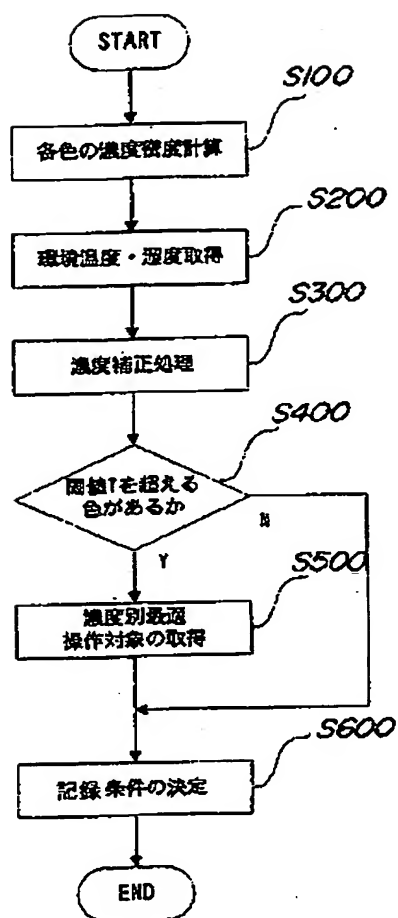 START
S100
各色の濃度密度計算
S200
環境温度・湿度取得
S300
濃度補正処理
S400
閾値Tを超える
色があるか
N
Y
S500
濃度別最適
操作対象の取得
S600
記録条件の決定
END